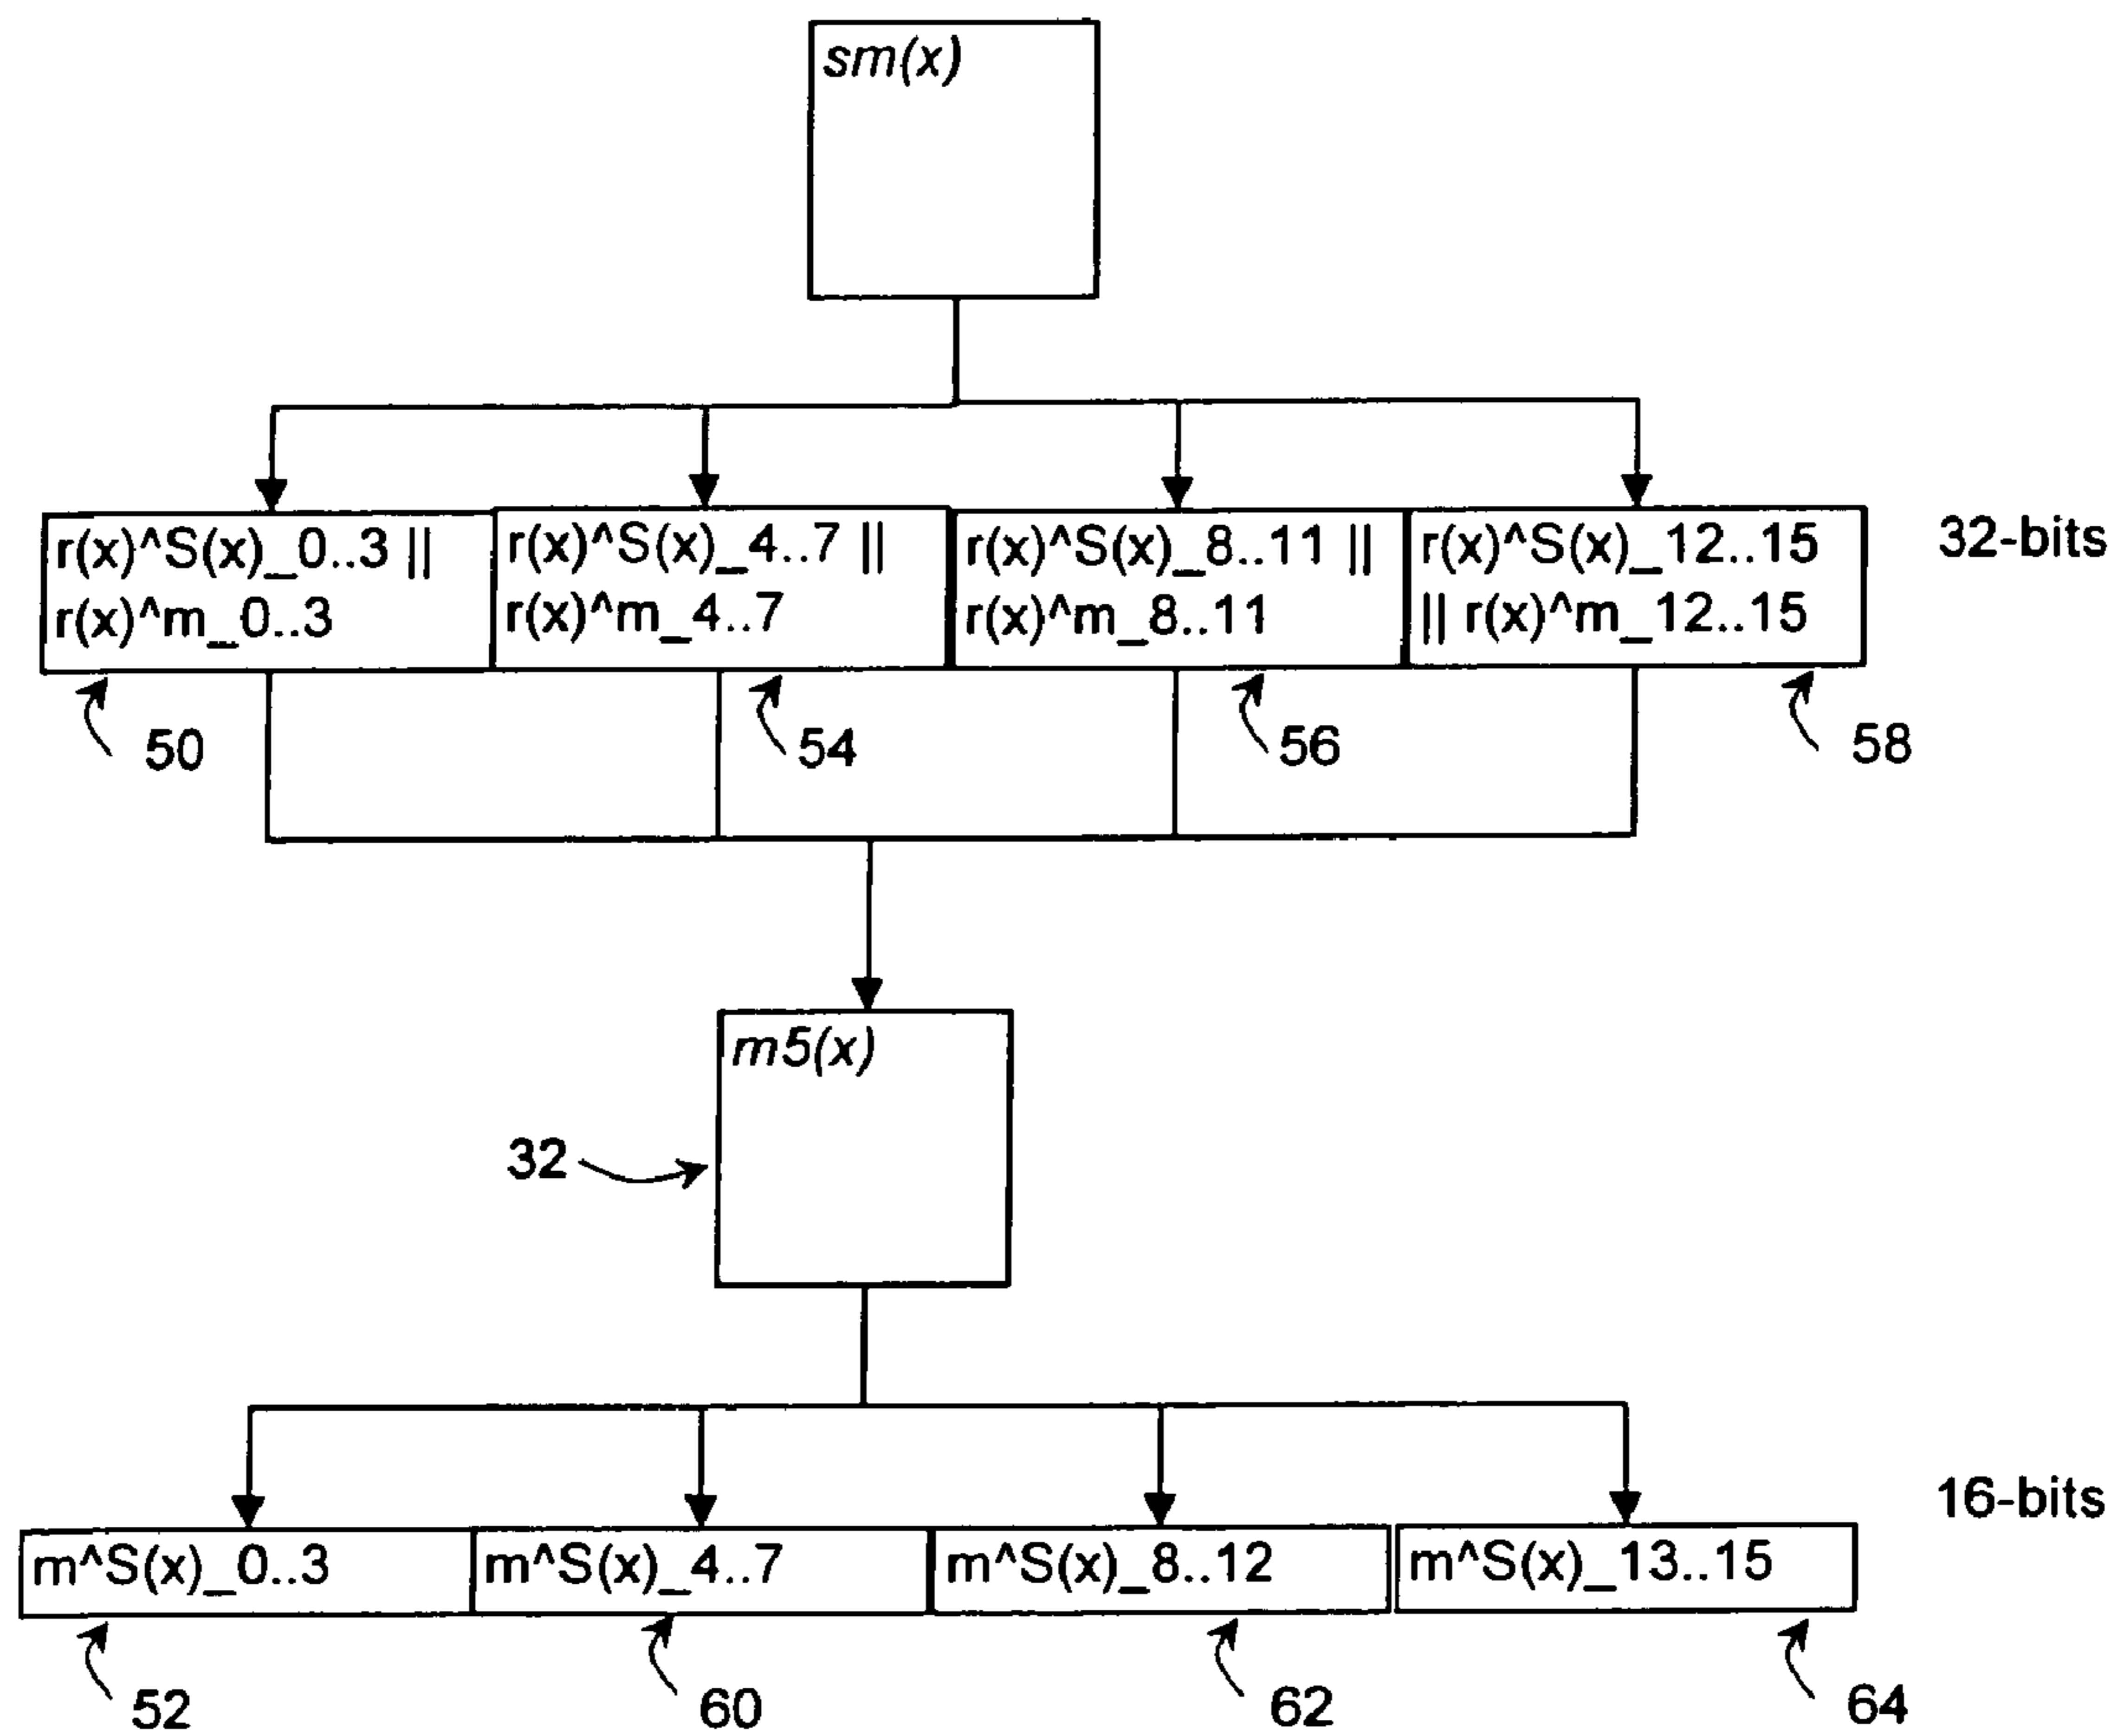 sm(x)
r(x)^S(x)_0..3 ||
r(x)^m_0..3
r(x)^S(x)_4..7 ||
r(x)^m_4..7
r(x)^S(x)_8..11 ||
r(x)^m_8..11
r(x)^S(x)_12..15
|| r(x)^m_12..15
32-bits
50
54
56
58
m5(x)
32
16-bits
m^S(x)_0..3
m^S(x)_4..7
m^S(x)_8..12
m^S(x)_13..15
52
60
62
64